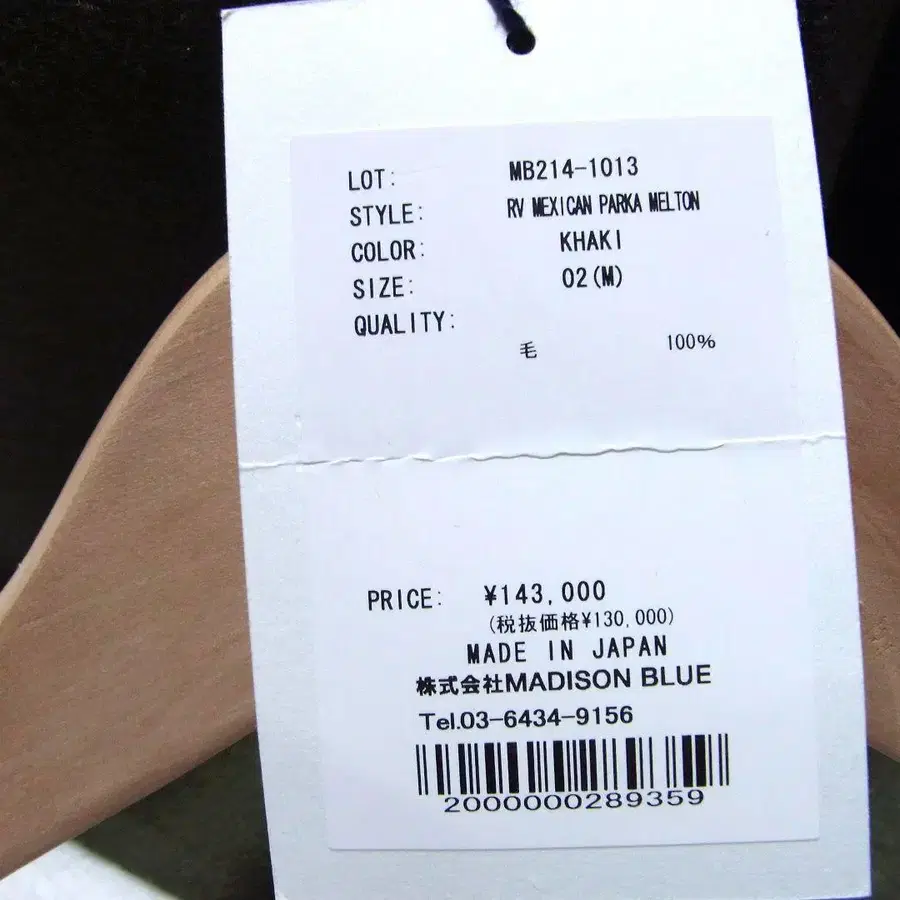 LOT: MB214-1013
STYLE: RV MEXICAN PARKA MELTON
COLOR: KHAKI
SIZE: 02(M)
QUALITY:
毛 100%
PRICE: ¥143,000
(税抜価格¥130,000)
MADE IN JAPAN
株式会社MADISON BLUE
Tel.03-6434-9156
2000000289359